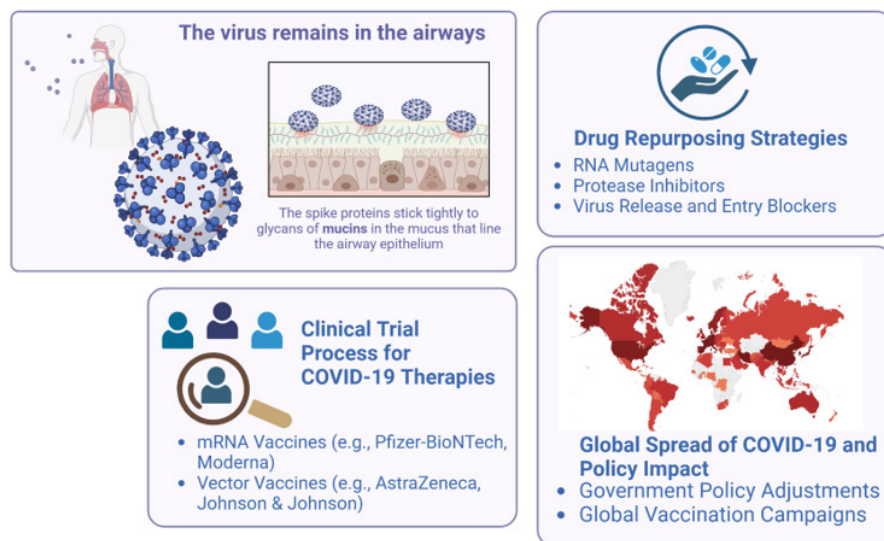 The virus remains in the airways
The spike proteins stick tightly to
glycans of mucins in the mucus that line
the airway epithelium
Drug Repurposing Strategies
• RNA Mutagens
• Protease Inhibitors
• Virus Release and Entry Blockers
Clinical Trial
Process for
COVID-19 Therapies
• mRNA Vaccines (e.g., Pfizer-BioNTech,
Moderna)
• Vector Vaccines (e.g., AstraZeneca,
Johnson & Johnson)
Global Spread of COVID-19 and
Policy Impact
• Government Policy Adjustments
• Global Vaccination Campaigns